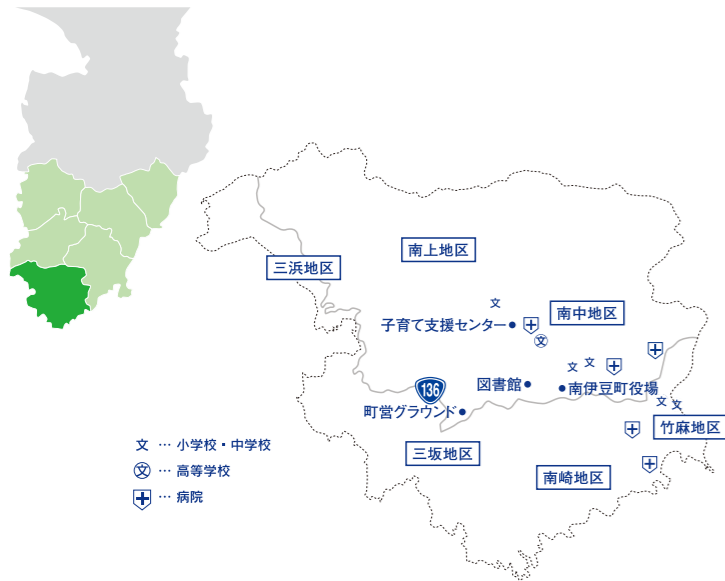 南上地区
三浜地区
文
南中地区
子育て支援センター
文
文 文
図書館
南伊豆町役場
136
町営グラウンド
文 文
竹麻地区
三坂地区
南崎地区
文 … 小学校・中学校
文 … 高等学校
… 病院